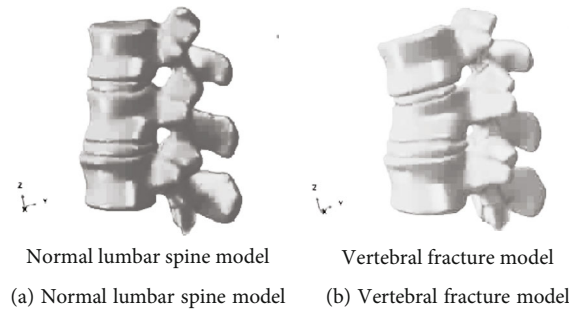 Z
Y
X
Z
Y
X
Normal lumbar spine model
Vertebral fracture model
(a) Normal lumbar spine model
(b) Vertebral fracture model